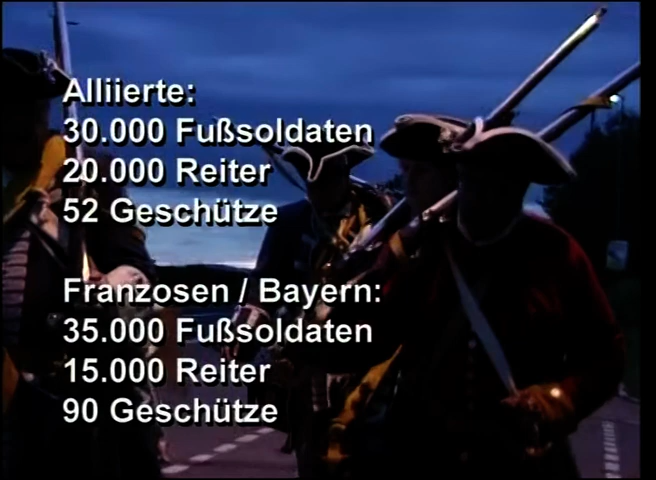 Alliierte:
30.000 Fußsoldaten
20.000 Reiter
52 Geschütze
Franzosen / Bayern:
35.000 Fußsoldaten
15.000 Reiter
90 Geschütze